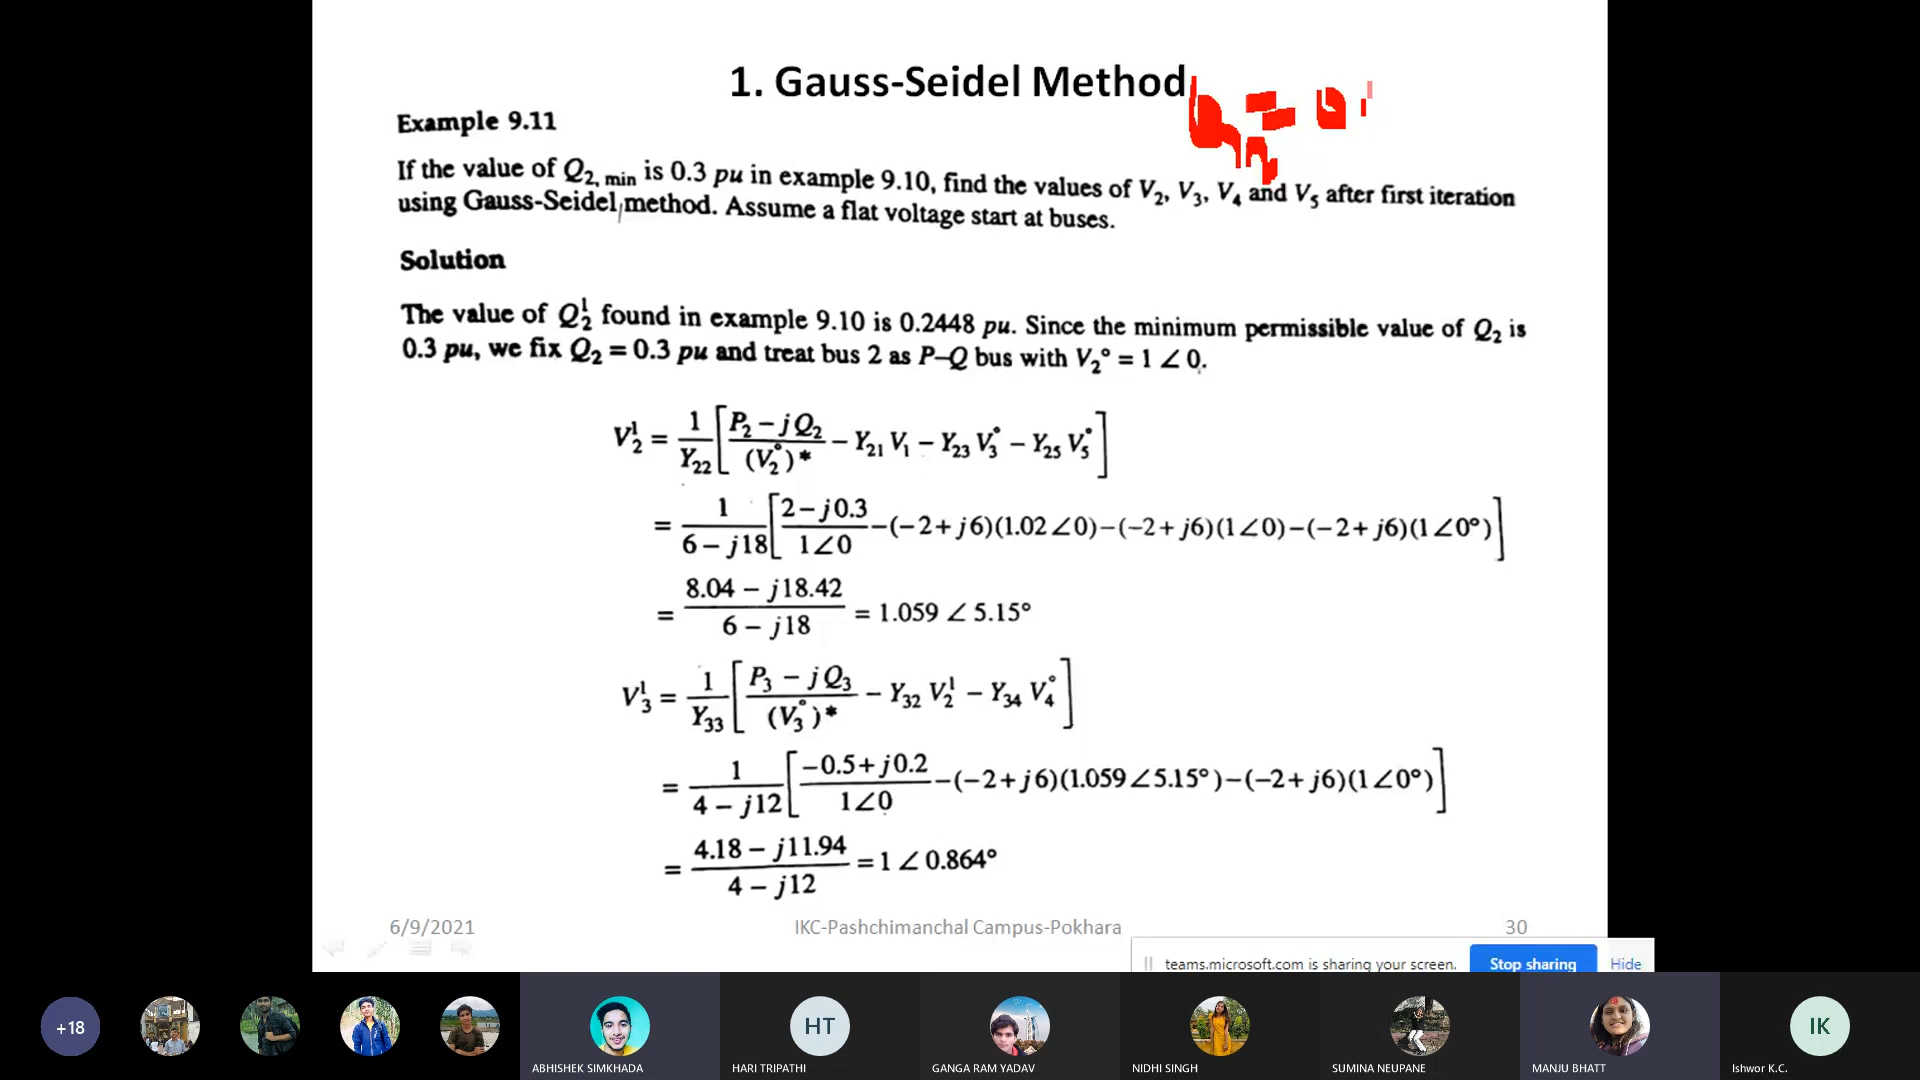 1. Gauss-Seidel Method
Example 9.11
If the value of Q₂, min is 0.3 pu in example 9.10, find the values of V₂, V₃, V₄ and V₅ after first iteration
using Gauss-Seidel method. Assume a flat voltage start at buses.
Solution
The value of Q₂¹ found in example 9.10 is 0.2448 pu. Since the minimum permissible value of Q₂ is
0.3 pu, we fix Q₂ = 0.3 pu and treat bus 2 as P–Q bus with V₂° = 1 ∠ 0.
V₂¹ = 1/Y₂₂ [ (P₂ – jQ₂)/(V₂°)* – Y₂₁ V₁ – Y₂₃ V₃° – Y₂₅ V₅° ]
= 1/(6 – j18) [ (2 – j0.3)/(1∠0) –(–2+ j6)(1.02∠0)–(–2+ j6)(1∠0)–(–2+ j6)(1∠0°) ]
= (8.04 – j18.42)/(6 – j18) = 1.059 ∠ 5.15°
V₃¹ = 1/Y₃₃ [ (P₃ – jQ₃)/(V₃°)* – Y₃₂ V₂¹ – Y₃₄ V₄° ]
= 1/(4 – j12) [ (–0.5+ j0.2)/(1∠0) –(–2+ j6)(1.059∠5.15°)–(–2+ j6)(1∠0°) ]
= (4.18 – j11.94)/(4 – j12) = 1 ∠ 0.864°
6/9/2021
IKC-Pashchimanchal Campus-Pokhara
30
teams.microsoft.com is sharing your screen.
Stop sharing
Hide
+18
HT
IK
ABHISHEK SIMKHADA
HARI TRIPATHI
GANGA RAM YADAV
NIDHI SINGH
SUMINA NEUPANE
MANJU BHATT
Ishwor K.C.